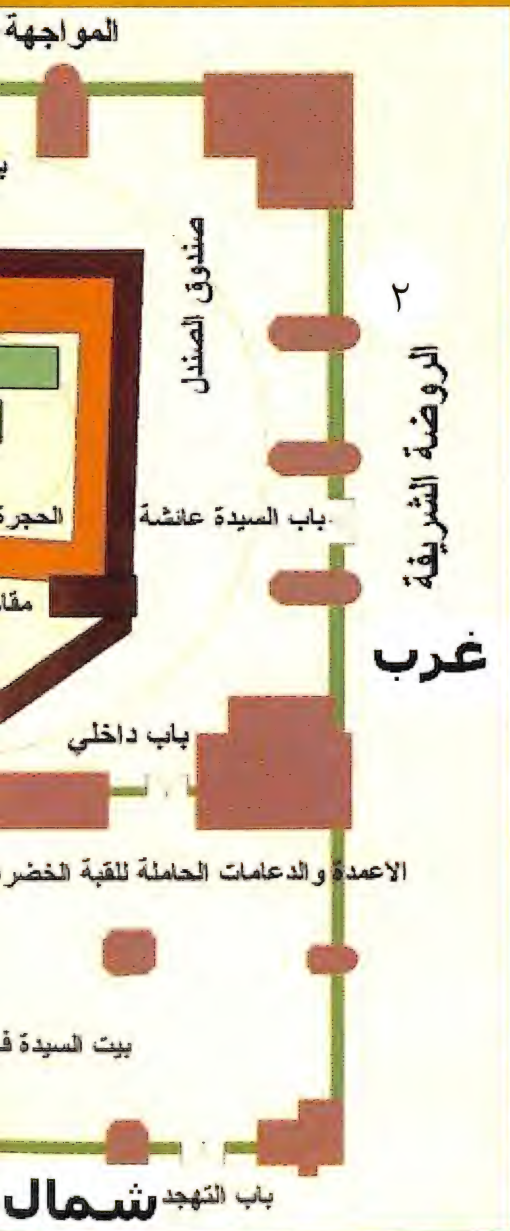 المواجهة
صندوق الصندل
٢
الروضة الشريفة
باب السيدة عائشة
الحجرة
غرب
باب داخلي
الاعمدة والدعامات الحاملة للقبة الخضر
بيت السيدة
باب التهجد
شمال